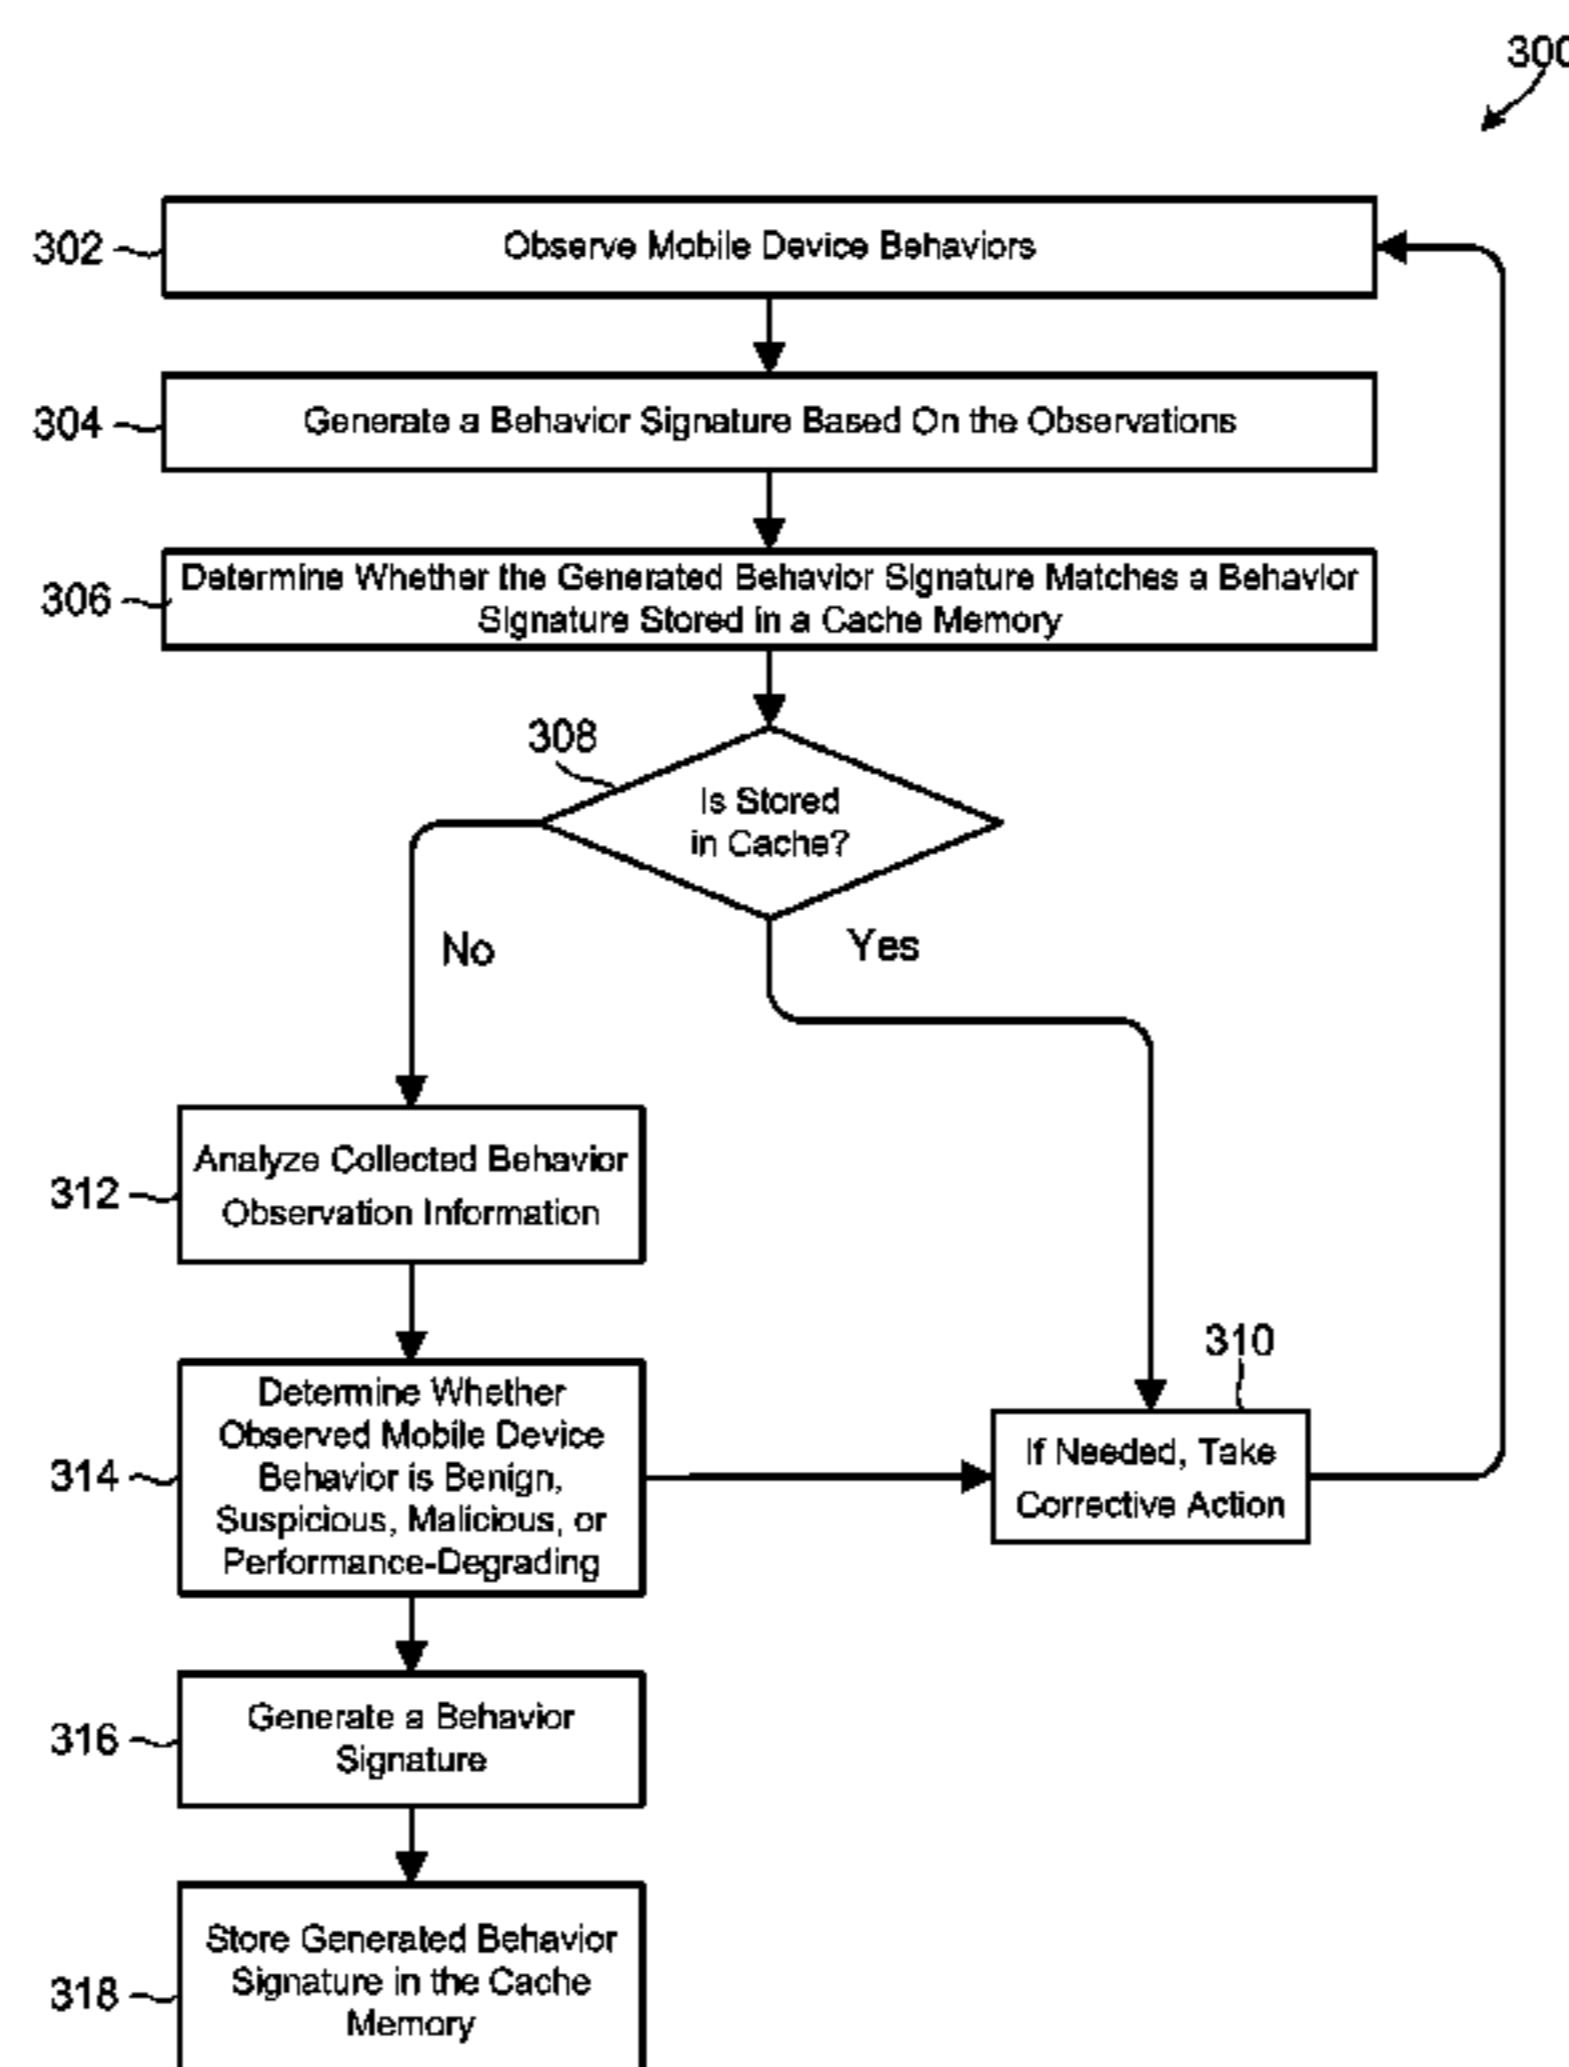 300
302
Observe Mobile Device Behaviors
304
Generate a Behavior Signature Based On the Observations
306
Determine Whether the Generated Behavior Signature Matches a Behavior
Signature Stored in a Cache Memory
308
Is Stored
in Cache?
No
Yes
312
Analyze Collected Behavior
Observation Information
310
If Needed, Take
Corrective Action
314
Determine Whether
Observed Mobile Device
Behavior is Benign,
Suspicious, Malicious, or
Performance-Degrading
316
Generate a Behavior
Signature
318
Store Generated Behavior
Signature in the Cache
Memory